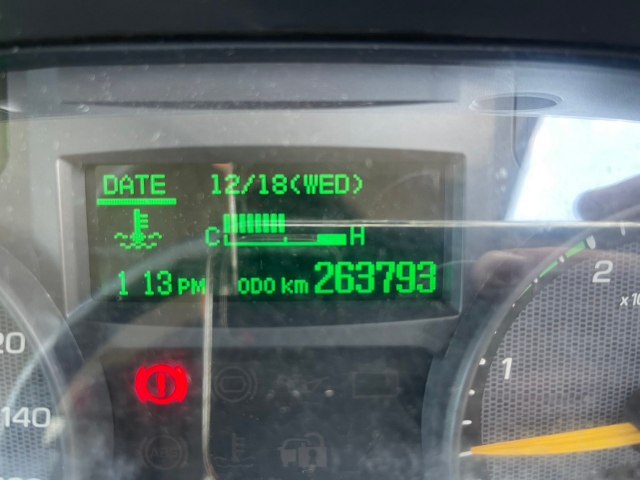 DATE 12/18(WED)
C H
1 13 PM ODO km 263793
20
140
1
2
x10